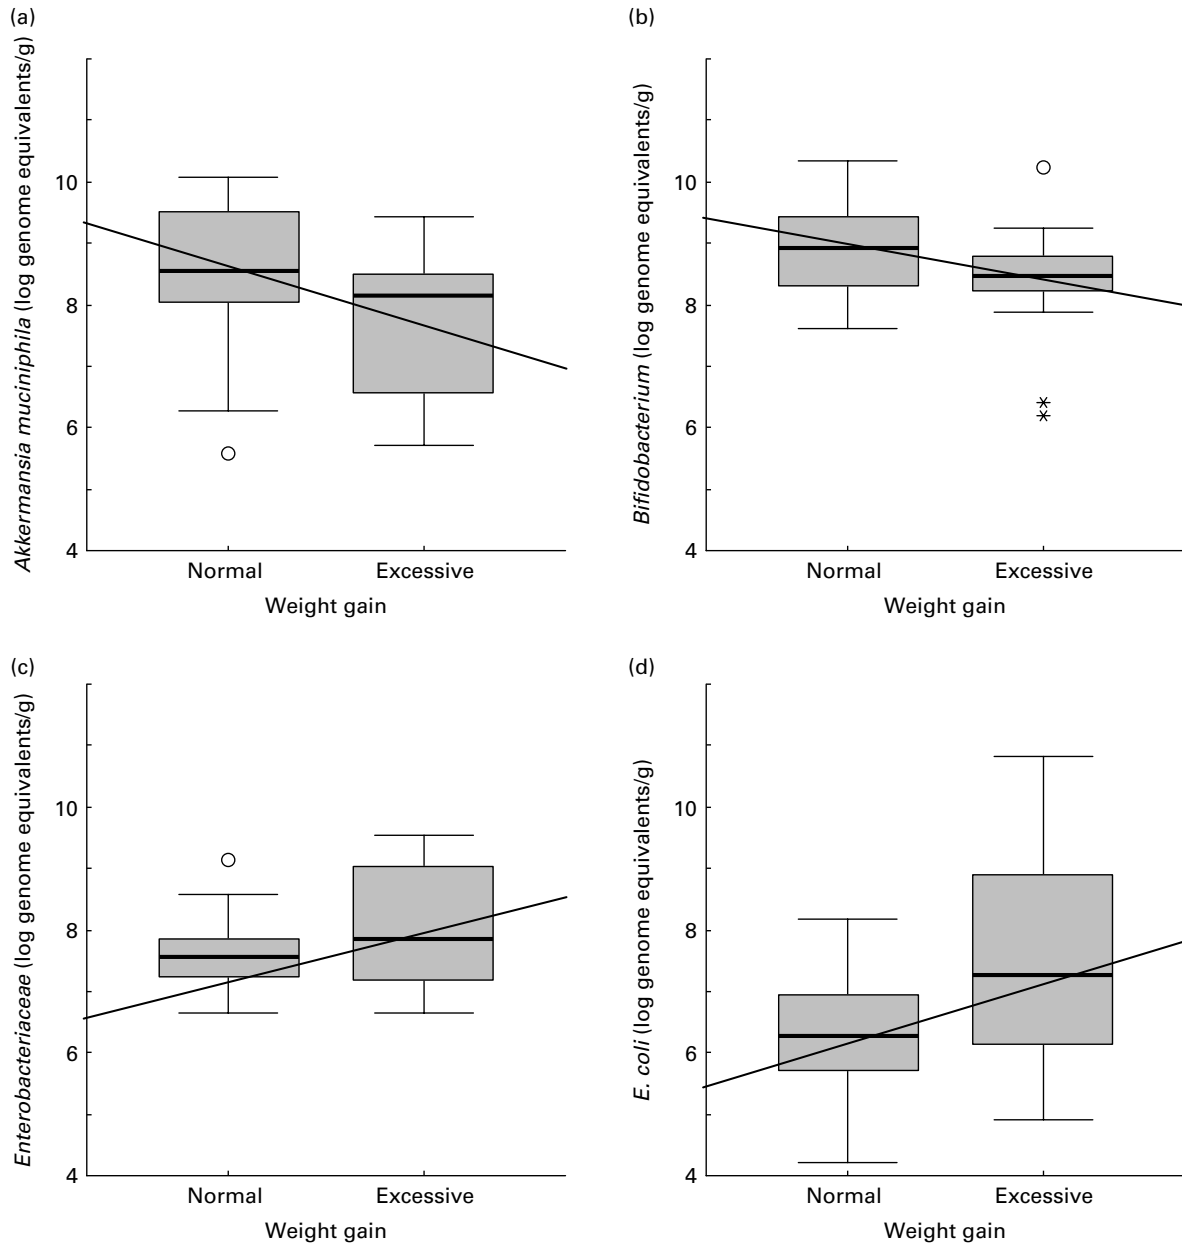 (a)
Akkermansia muciniphila (log genome equivalents/g)
10
8
6
4
Normal
Excessive
Weight gain
(b)
Bifidobacterium (log genome equivalents/g)
10
8
6
4
Normal
Excessive
Weight gain
(c)
Enterobacteriaceae (log genome equivalents/g)
10
8
6
4
Normal
Excessive
Weight gain
(d)
E. coli (log genome equivalents/g)
10
8
6
4
Normal
Excessive
Weight gain